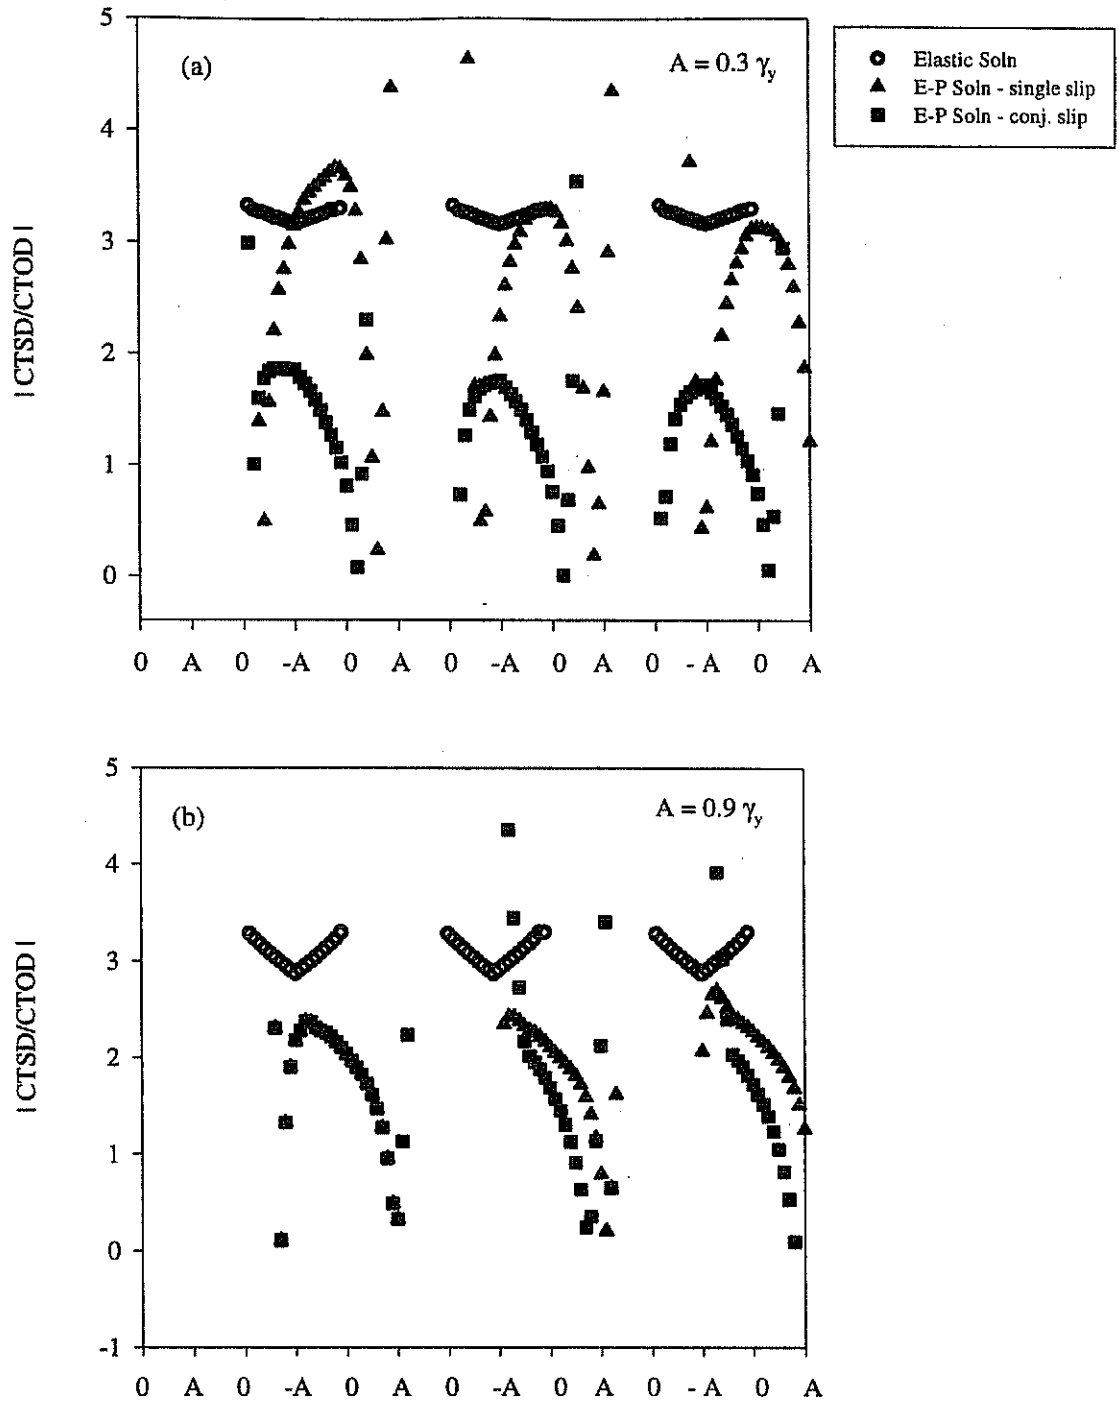 5
(a)
A = 0.3 γy
Elastic Soln
E-P Soln - single slip
E-P Soln - conj. slip
4
3
2
1
0
| CTSD/CTOD |
0 A 0 -A 0 A 0 -A 0 A 0 - A 0 A
5
(b)
A = 0.9 γy
4
3
2
1
0
-1
| CTSD/CTOD |
0 A 0 -A 0 A 0 -A 0 A 0 - A 0 A